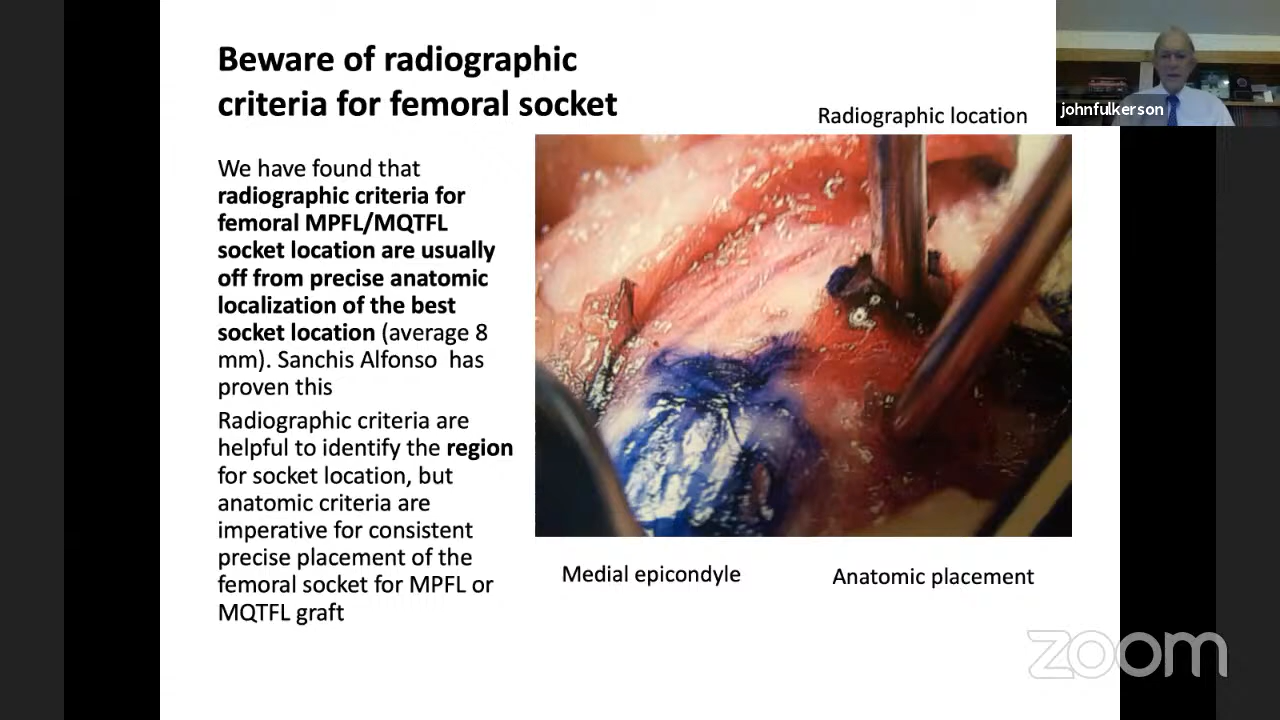 Beware of radiographic
criteria for femoral socket
Radiographic location
johnfulkerson
We have found that
radiographic criteria for
femoral MPFL/MQTFL
socket location are usually
off from precise anatomic
localization of the best
socket location (average 8
mm). Sanchis Alfonso has
proven this
Radiographic criteria are
helpful to identify the region
for socket location, but
anatomic criteria are
imperative for consistent
precise placement of the
femoral socket for MPFL or
MQTFL graft
Medial epicondyle
Anatomic placement
zoom